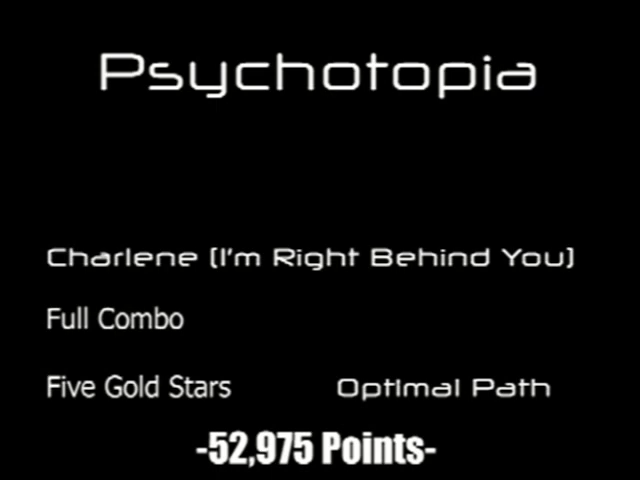 Psychotopia
Charlene (I'm Right Behind You)
Full Combo
Five Gold Stars Optimal Path
-52,975 Points-